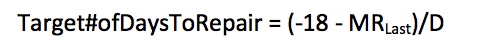 Target#ofDaysToRepair = (-18 - MRLast)/D